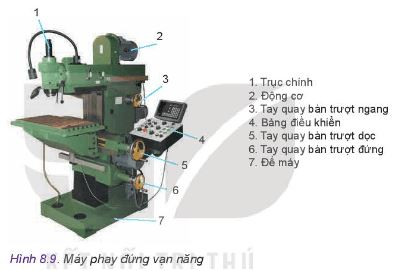 1
2
3
4
5
6
7
1. Trục chính
2. Động cơ
3. Tay quay bàn trượt ngang
4. Bảng điều khiển
5. Tay quay bàn trượt dọc
6. Tay quay bàn trượt đứng
7. Đế máy
Hình 8.9. Máy phay đứng vạn năng